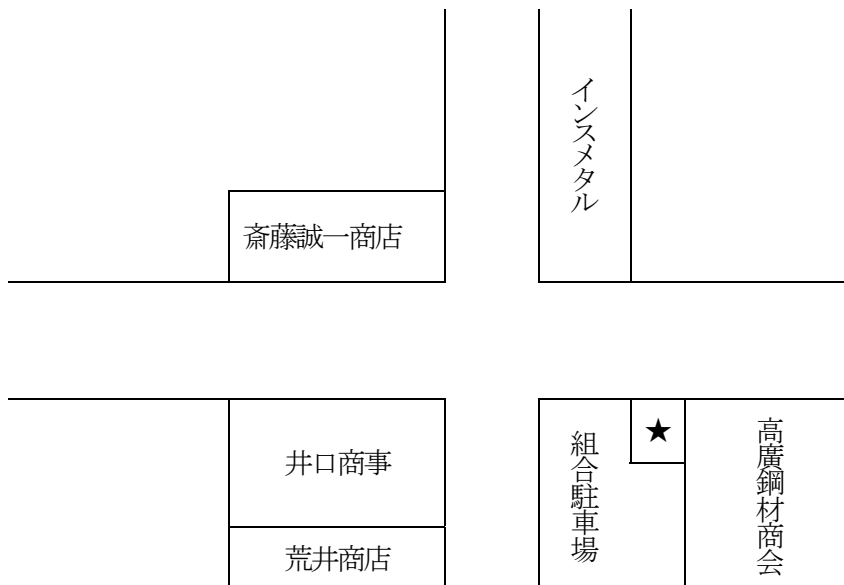 インスメタル
斎藤誠一商店
井口商事
荒井商店
組合駐車場
★
高廣鋼材商会